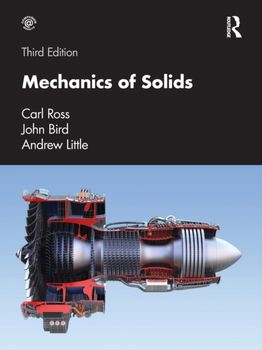 Third Edition
Mechanics of Solids
Carl Ross
John Bird
Andrew Little